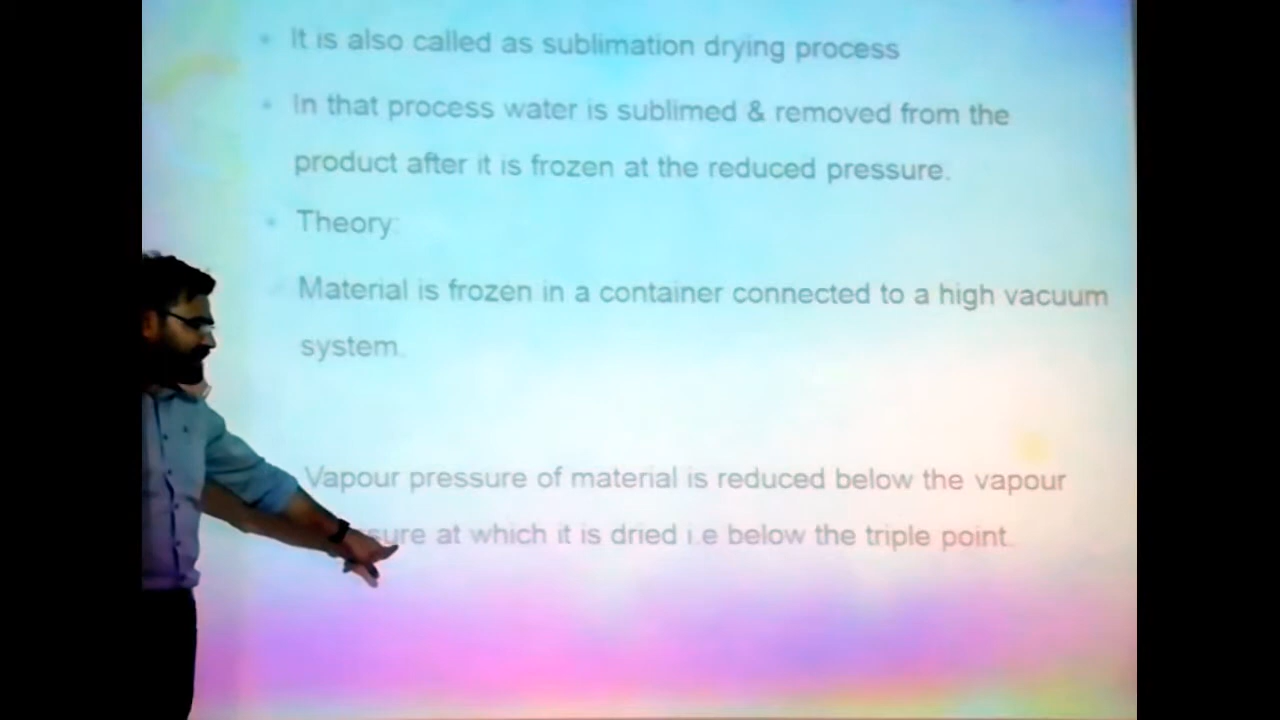 It is also called as sublimation drying process
In that process water is sublimed & removed from the
product after it is frozen at the reduced pressure.
Theory:
Material is frozen in a container connected to a high vacuum
system.
Vapour pressure of material is reduced below the vapour
sure at which it is dried i.e below the triple point.